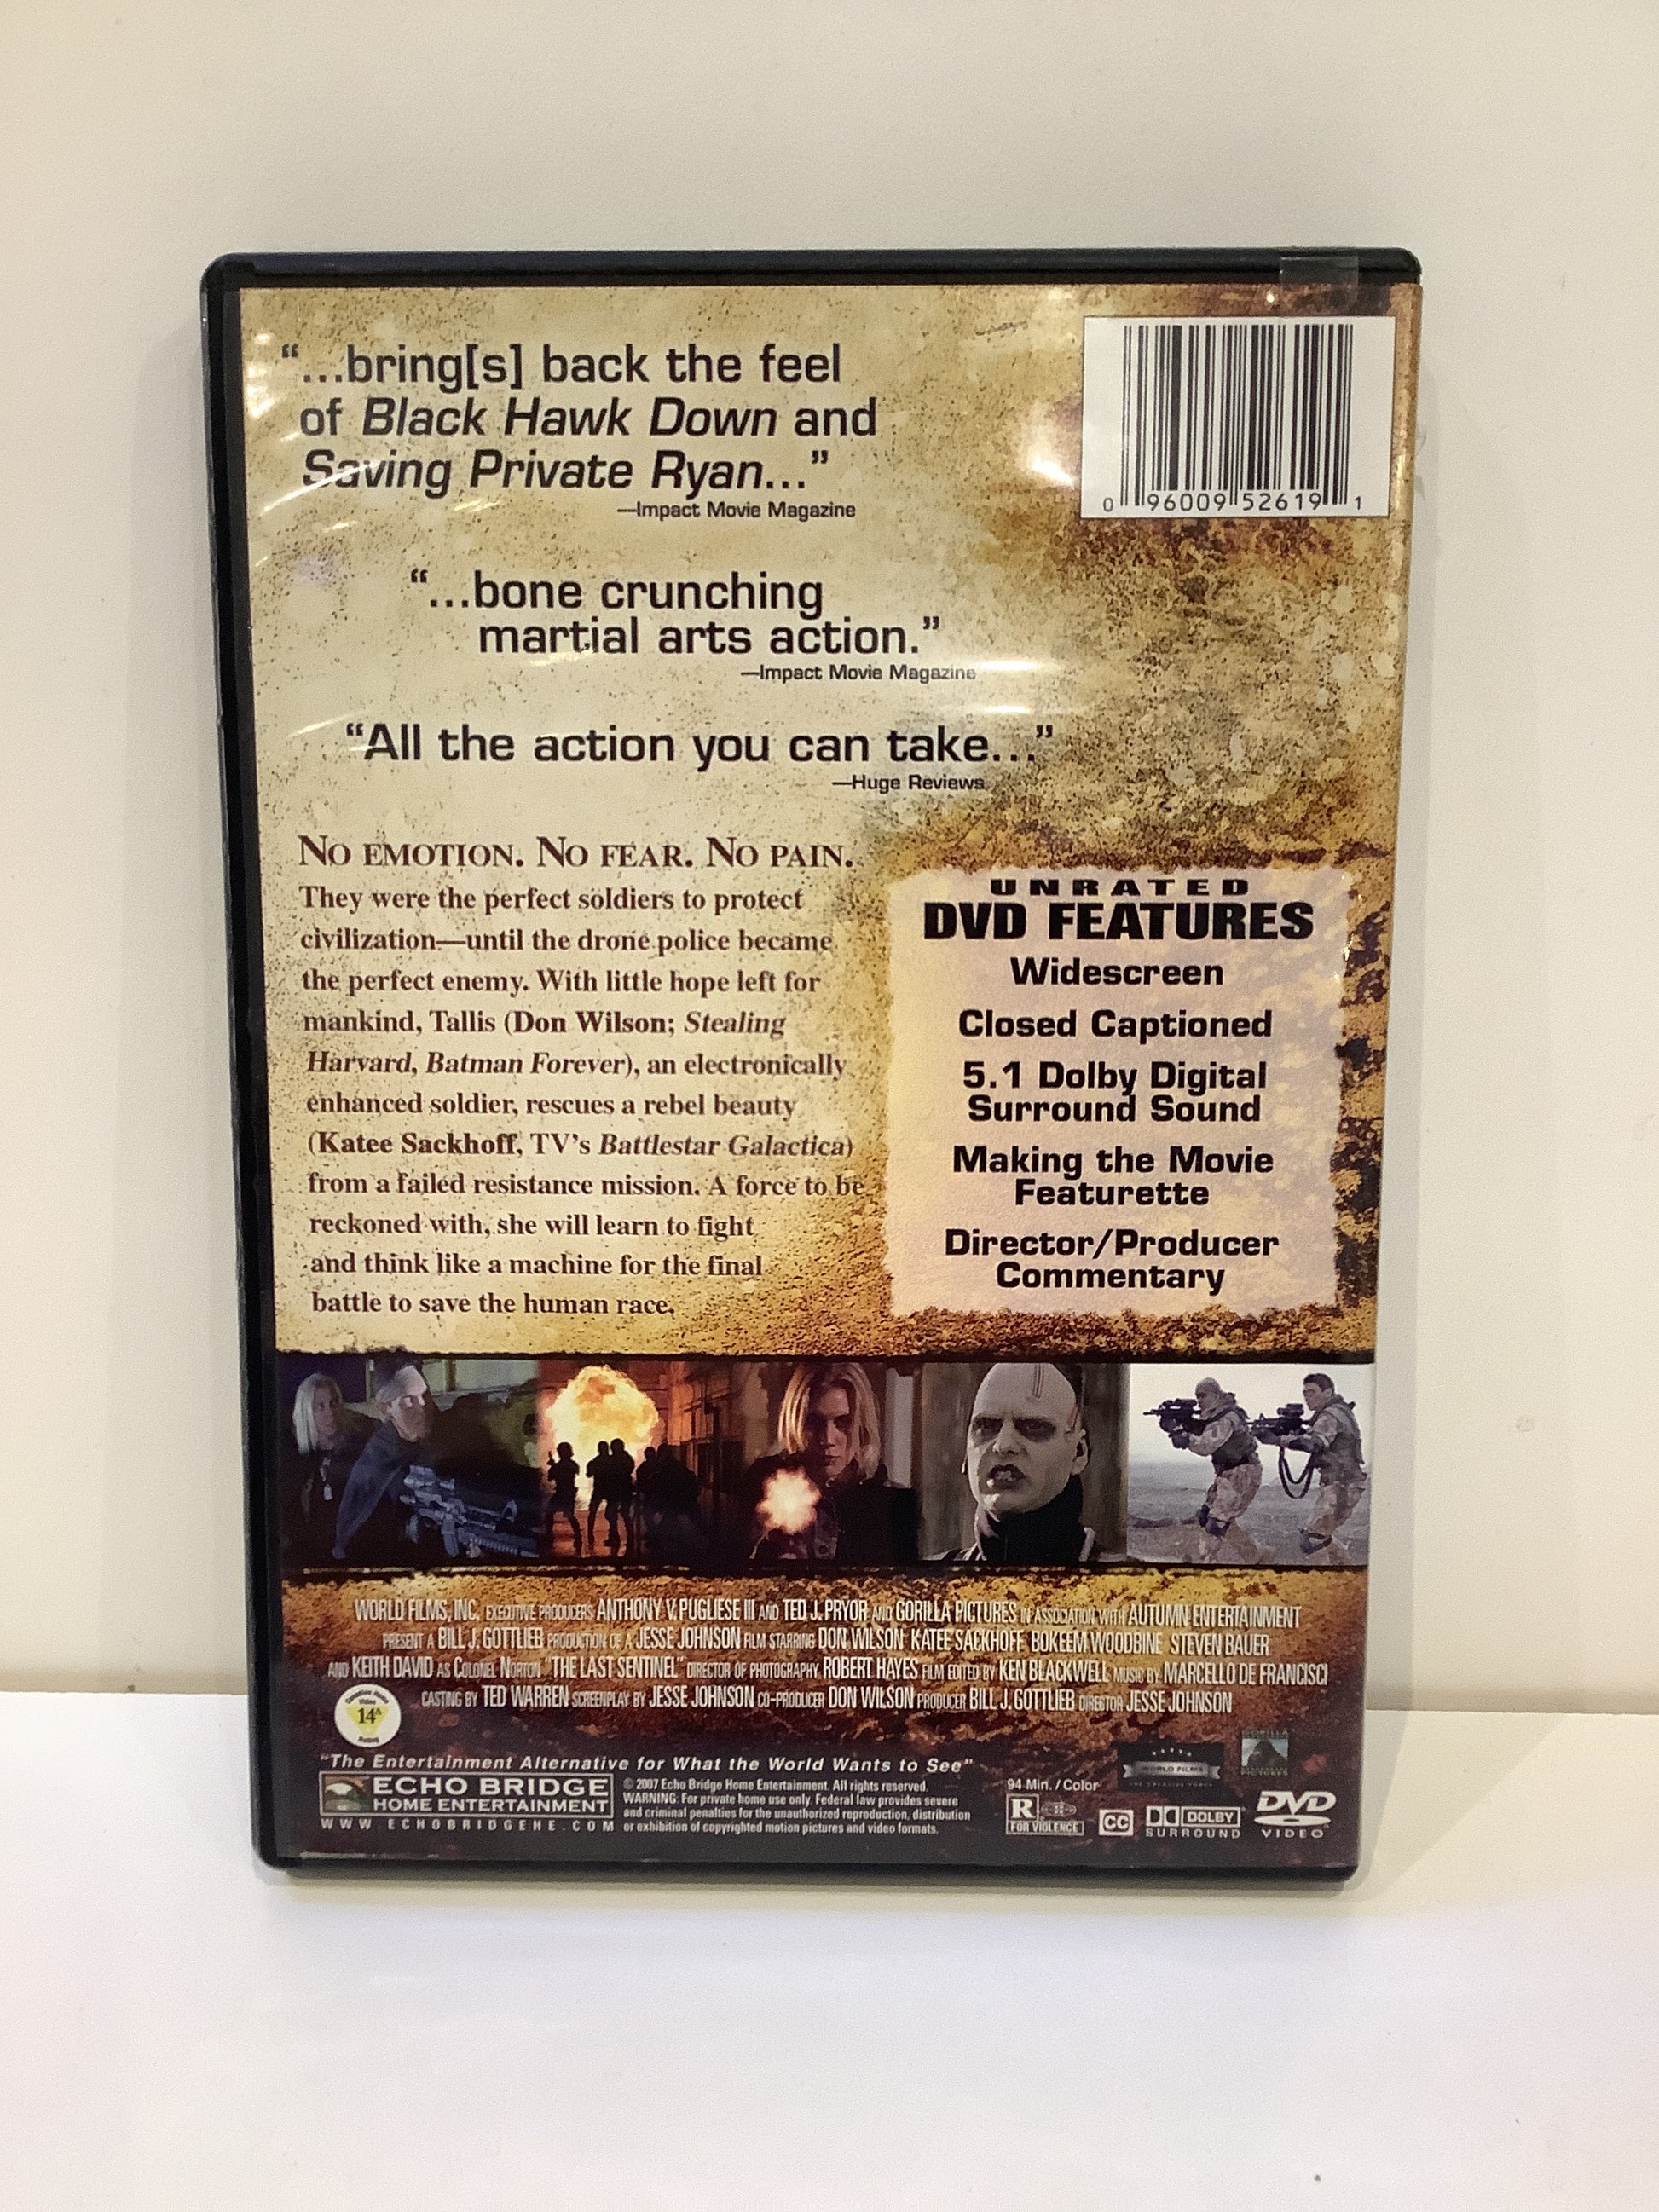 “...bring[s] back the feel
of Black Hawk Down and
Saving Private Ryan...”
—Impact Movie Magazine
0 96009 52619 1
“...bone crunching
martial arts action.”
—Impact Movie Magazine
“All the action you can take...”
—Huge Reviews
NO EMOTION. NO FEAR. NO PAIN.
They were the perfect soldiers to protect
civilization—until the drone police became
the perfect enemy. With little hope left for
mankind, Tallis (Don Wilson; Stealing
Harvard, Batman Forever), an electronically
enhanced soldier, rescues a rebel beauty
(Katee Sackhoff, TV’s Battlestar Galactica)
from a failed resistance mission. A force to be
reckoned with, she will learn to fight
and think like a machine for the final
battle to save the human race.
UNRATED
DVD FEATURES
Widescreen
Closed Captioned
5.1 Dolby Digital
Surround Sound
Making the Movie
Featurette
Director/Producer
Commentary
WORLD FILMS, INC. EXECUTIVE PRODUCERS ANTHONY V. PUGLIESE III AND TED J. PRYOR AND GORILLA PICTURES IN ASSOCIATION WITH AUTUMN ENTERTAINMENT
PRESENT A BILL J. GOTTLIEB PRODUCTION OF A JESSE JOHNSON FILM STARRING DON WILSON KATEE SACKHOFF BOKEEM WOODBINE STEVEN BAUER
AND KEITH DAVID AS COLONEL NORTON "THE LAST SENTINEL" DIRECTOR OF PHOTOGRAPHY ROBERT HAYES FILM EDITED BY KEN BLACKWELL MUSIC BY MARCELLO DE FRANCISCI
CASTING BY TED WARREN SCREENPLAY BY JESSE JOHNSON CO-PRODUCER DON WILSON PRODUCER BILL J. GOTTLIEB DIRECTOR JESSE JOHNSON
Canadian Home
Video
14A
Rating
"The Entertainment Alternative for What the World Wants to See"
ECHO BRIDGE
HOME ENTERTAINMENT
WWW.ECHOBRIDGEHE.COM
© 2007 Echo Bridge Home Entertainment. All rights reserved.
WARNING: For private home use only. Federal law provides severe
and criminal penalties for the unauthorized reproduction, distribution
or exhibition of copyrighted motion pictures and video formats.
WORLD FILMS
GORILLA
PICTURES
94 Min. / Color
R
FOR VIOLENCE
CC
DOLBY
SURROUND
DVD
VIDEO